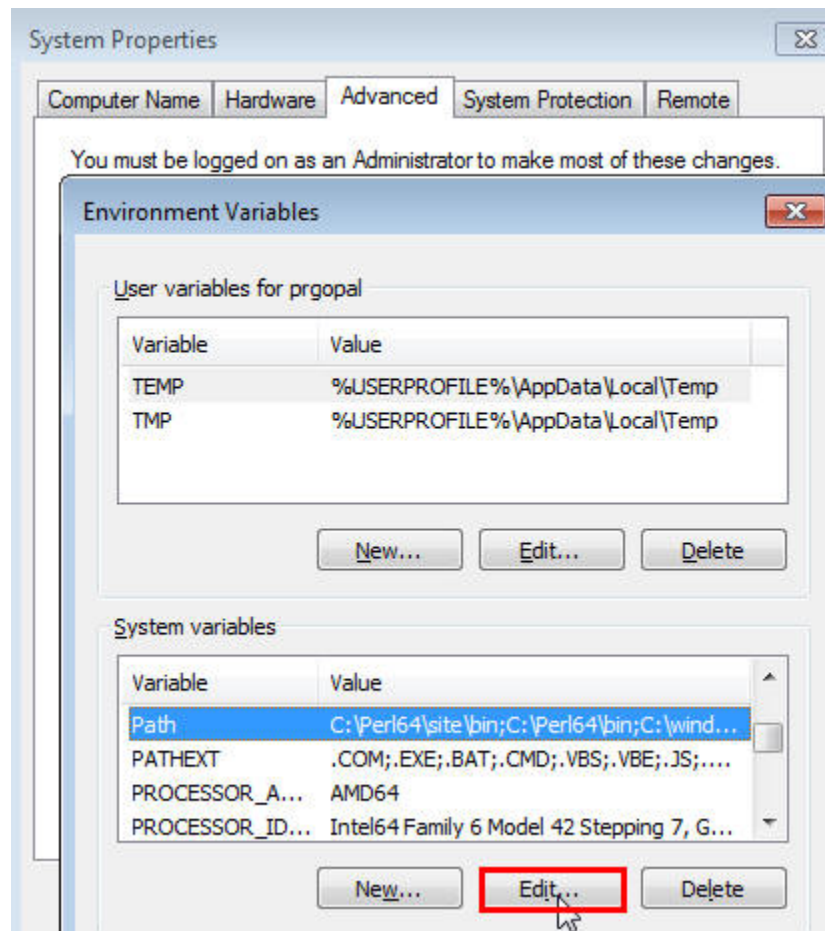 System Properties
Computer Name Hardware Advanced System Protection Remote
You must be logged on as an Administrator to make most of these changes.
Environment Variables
User variables for prgopal
Variable Value
TEMP %USERPROFILE%\AppData\Local\Temp
TMP %USERPROFILE%\AppData\Local\Temp
New... Edit... Delete
System variables
Variable Value
Path C:\Perl64\site\bin;C:\Perl64\bin;C:\wind...
PATHEXT .COM;.EXE;.BAT;.CMD;.VBS;.VBE;.JS;....
PROCESSOR_A... AMD64
PROCESSOR_ID... Intel64 Family 6 Model 42 Stepping 7, G...
New... Edit... Delete